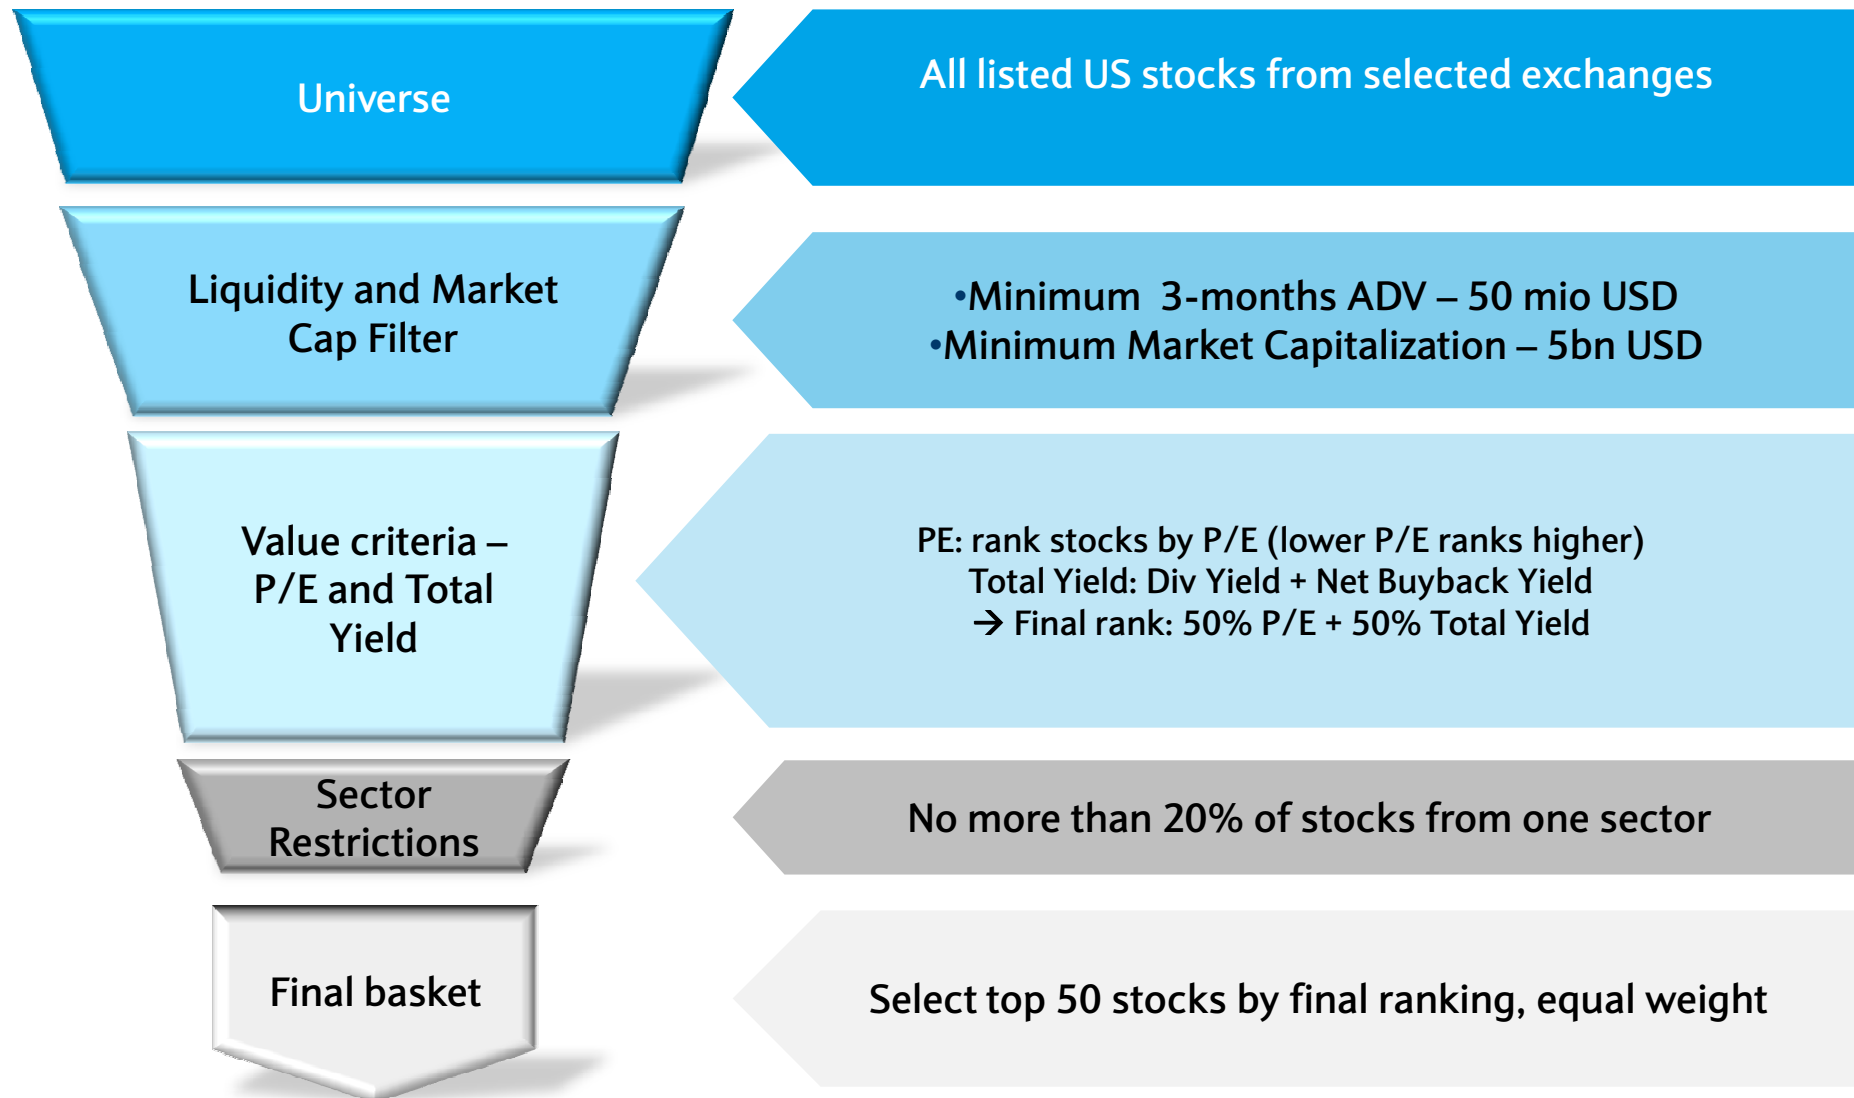 Universe
All listed US stocks from selected exchanges
Liquidity and Market
Cap Filter
•Minimum 3-months ADV – 50 mio USD
•Minimum Market Capitalization – 5bn USD
Value criteria –
P/E and Total
Yield
PE: rank stocks by P/E (lower P/E ranks higher)
Total Yield: Div Yield + Net Buyback Yield
→ Final rank: 50% P/E + 50% Total Yield
Sector
Restrictions
No more than 20% of stocks from one sector
Final basket
Select top 50 stocks by final ranking, equal weight